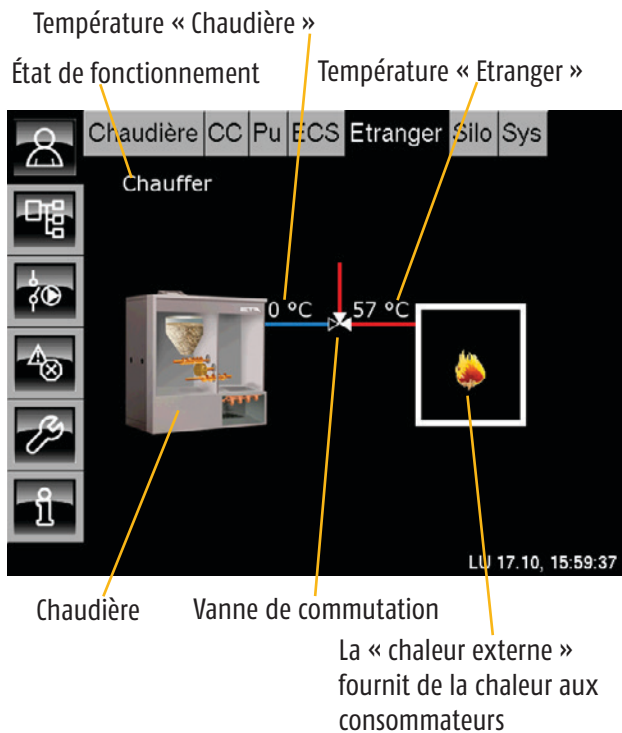 Température « Chaudière »
État de fonctionnement
Température « Etranger »
Chaudière CC Pu ECS Etranger Silo Sys
Chauffer
0 °C
57 °C
ETA
LU 17.10, 15:59:37
Chaudière
Vanne de commutation
La « chaleur externe »
fournit de la chaleur aux
consommateurs